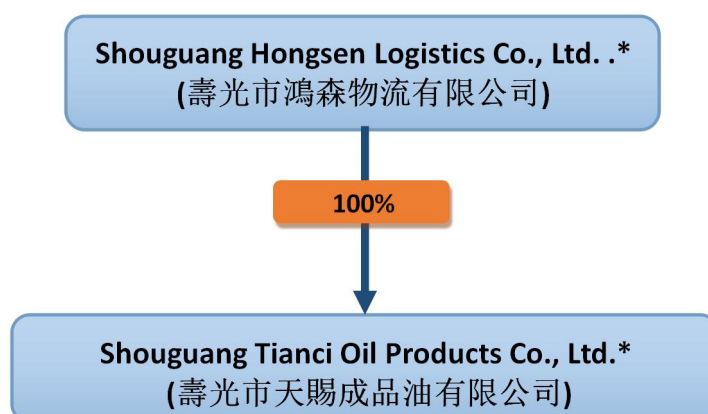 Shouguang Hongsen Logistics Co., Ltd. .*
(壽光市鴻森物流有限公司)
100%
Shouguang Tianci Oil Products Co., Ltd.*
(壽光市天賜成品油有限公司)